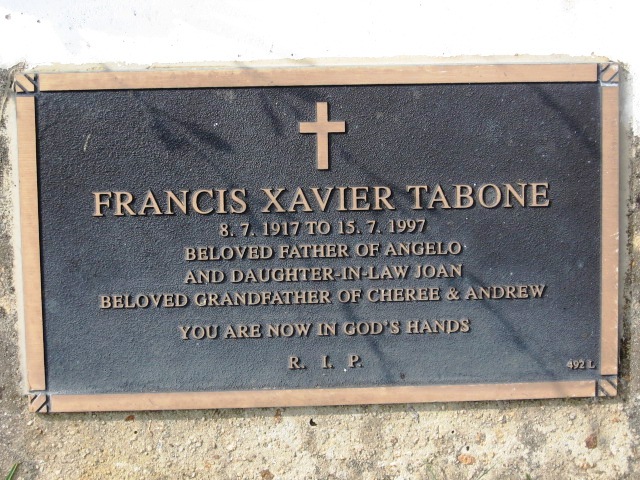 FRANCIS XAVIER TABONE
8. 7. 1917 TO 15. 7. 1997
BELOVED FATHER OF ANGELO
AND DAUGHTER-IN-LAW JOAN
BELOVED GRANDFATHER OF CHEREE & ANDREW
YOU ARE NOW IN GOD'S HANDS
R. I. P.
492 L